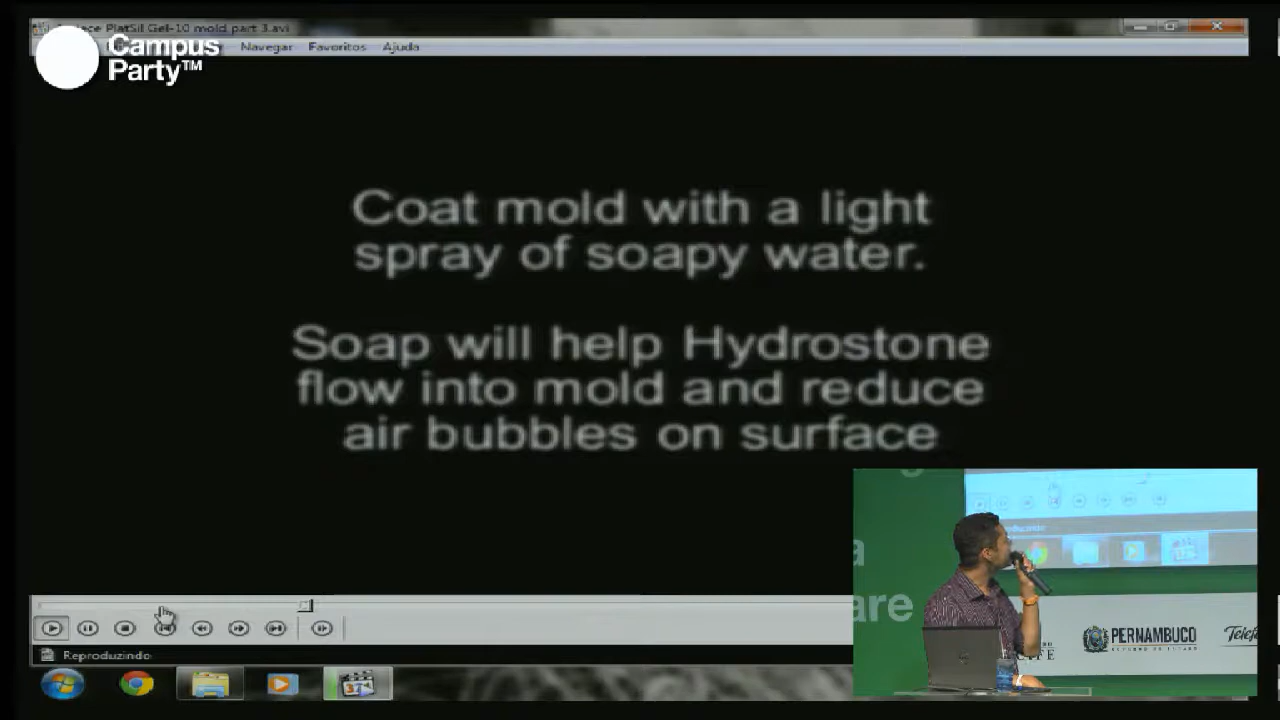 PlatSil Gel-10 mold part 3.avi
Campus
Party™
Navegar Favoritos Ajuda
Coat mold with a light
spray of soapy water.
Soap will help Hydrostone
flow into mold and reduce
air bubbles on surface
a
are
PERNAMBUCO
Reproduzindo